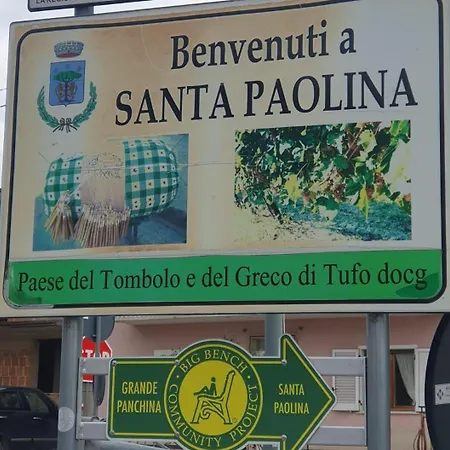 Benvenuti a
SANTA PAOLINA
Paese del Tombolo e del Greco di Tufo docg
GRANDE
PANCHINA
BIG BENCH
COMMUNITY PROJECT
SANTA
PAOLINA